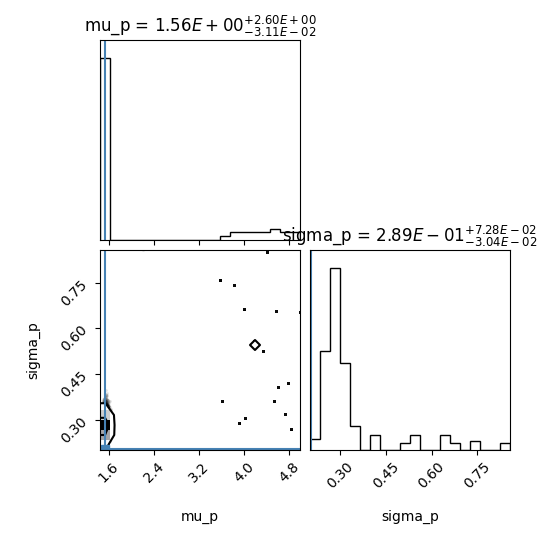 mu_p = 1.56E+00 +2.60E+00 −3.11E−02
sigma_p = 2.89E−01 +7.28E−02 −3.04E−02
sigma_p
0.75
0.60
0.45
0.30
1.6 2.4 3.2 4.0 4.8
0.30 0.45 0.60 0.75
mu_p
sigma_p